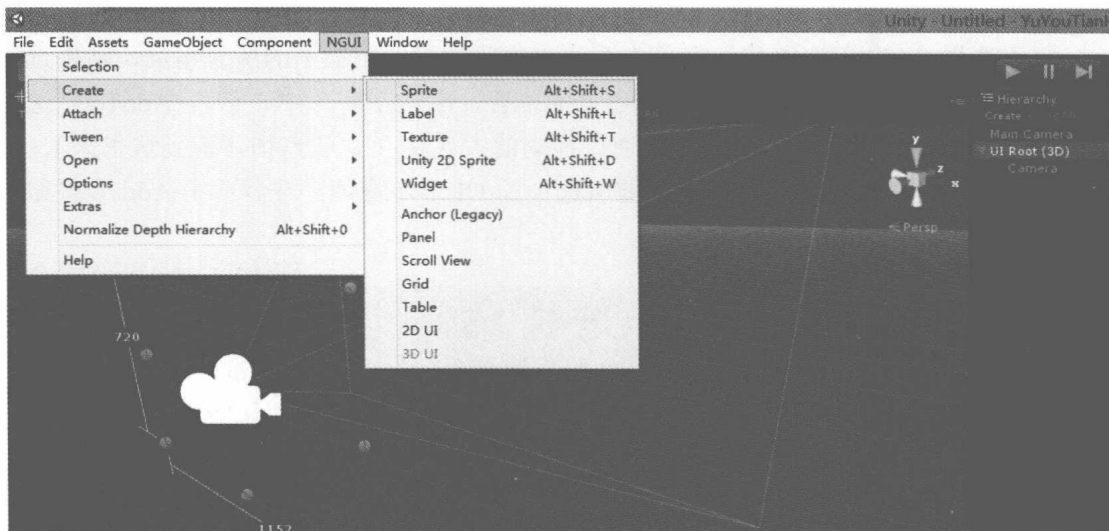 Unity - Untitled - YuYouTianD
File Edit Assets GameObject Component NGUI Window Help
Selection
Create
Attach
Tween
Open
Options
Extras
Normalize Depth Hierarchy Alt+Shift+0
Help
Sprite Alt+Shift+S
Label Alt+Shift+L
Texture Alt+Shift+T
Unity 2D Sprite Alt+Shift+D
Widget Alt+Shift+W
Anchor (Legacy)
Panel
Scroll View
Grid
Table
2D UI
3D UI
Hierarchy
Create
Main Camera
UI Root (3D)
Camera
y
z
x
Persp
720
1152